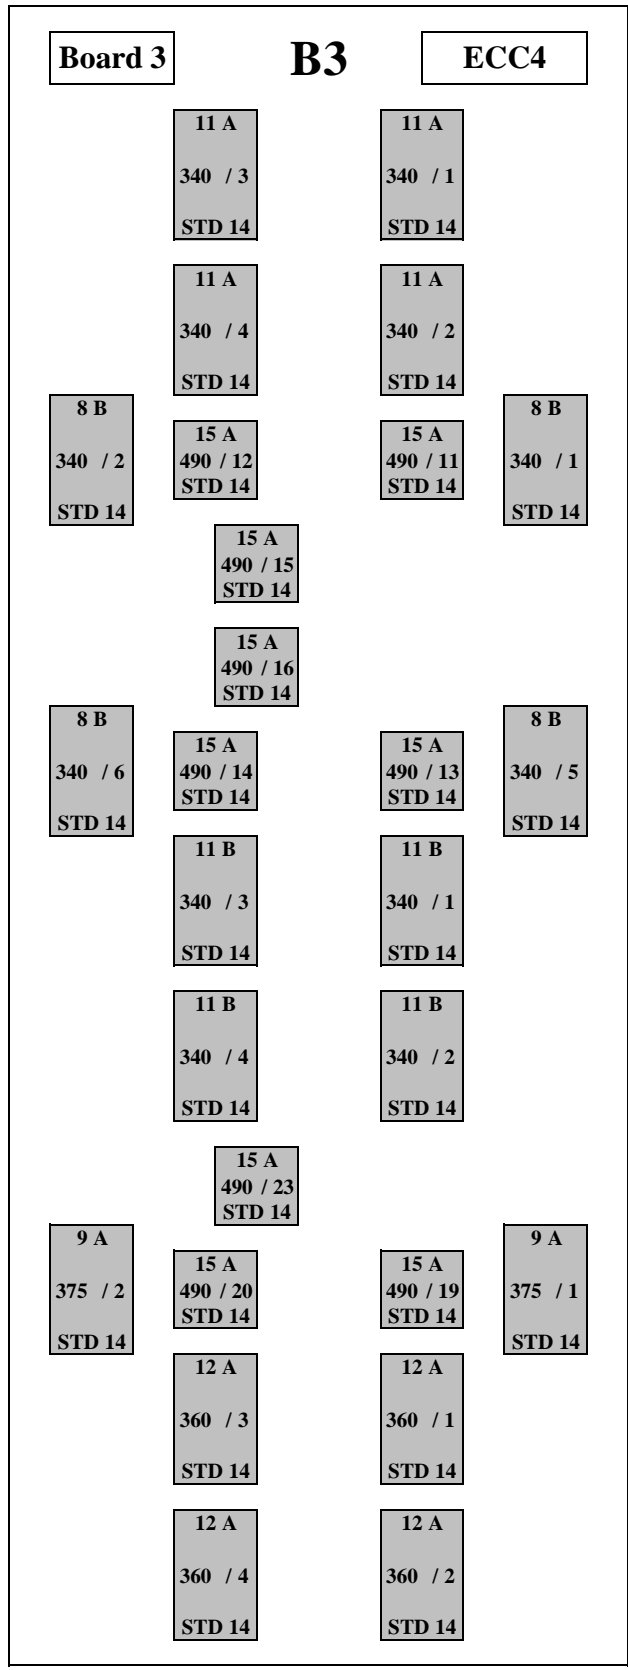 Board 3
B3
ECC4
11 A
340 / 3
STD 14
11 A
340 / 1
STD 14
11 A
340 / 4
STD 14
11 A
340 / 2
STD 14
8 B
340 / 2
STD 14
15 A
490 / 12
STD 14
15 A
490 / 11
STD 14
8 B
340 / 1
STD 14
15 A
490 / 15
STD 14
15 A
490 / 16
STD 14
8 B
340 / 6
STD 14
15 A
490 / 14
STD 14
15 A
490 / 13
STD 14
8 B
340 / 5
STD 14
11 B
340 / 3
STD 14
11 B
340 / 1
STD 14
11 B
340 / 4
STD 14
11 B
340 / 2
STD 14
15 A
490 / 23
STD 14
9 A
375 / 2
STD 14
15 A
490 / 20
STD 14
15 A
490 / 19
STD 14
9 A
375 / 1
STD 14
12 A
360 / 3
STD 14
12 A
360 / 1
STD 14
12 A
360 / 4
STD 14
12 A
360 / 2
STD 14